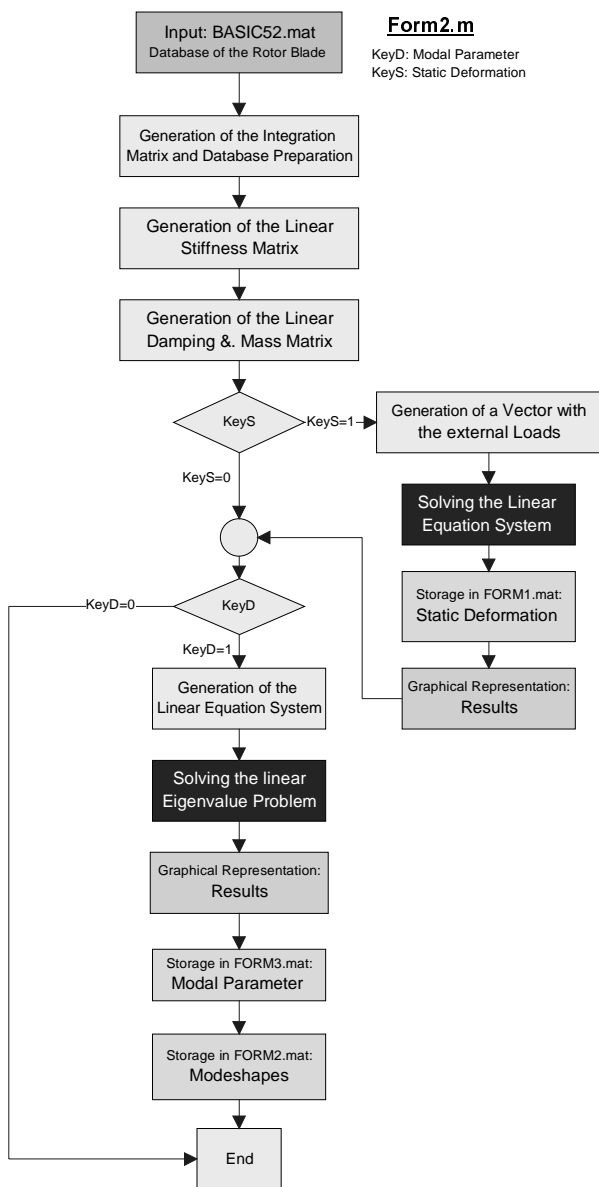 Input: BASIC52.mat
Database of the Rotor Blade
Form2.m
KeyD: Modal Parameter
KeyS: Static Deformation
Generation of the Integration
Matrix and Database Preparation
Generation of the Linear
Stiffness Matrix
Generation of the Linear
Damping &. Mass Matrix
KeyS
KeyS=1
Generation of a Vector with
the external Loads
KeyS=0
Solving the Linear
Equation System
Storage in FORM1.mat:
Static Deformation
Graphical Representation:
Results
KeyD=0
KeyD
KeyD=1
Generation of the
Linear Equation System
Solving the linear
Eigenvalue Problem
Graphical Representation:
Results
Storage in FORM3.mat:
Modal Parameter
Storage in FORM2.mat:
Modeshapes
End